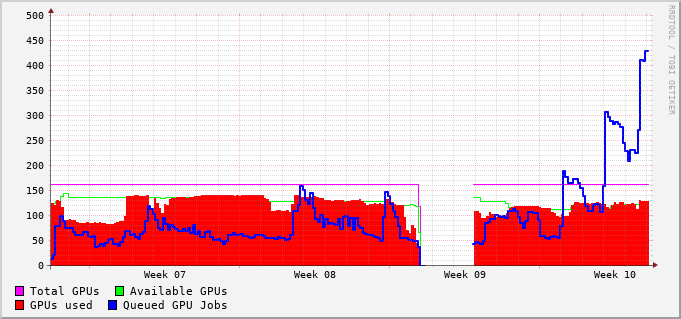 500
450
400
350
300
250
200
150
100
50
0
Week 07 Week 08 Week 09 Week 10
Total GPUs Available GPUs
GPUs used Queued GPU Jobs
RRDTOOL / TOBI OETIKER